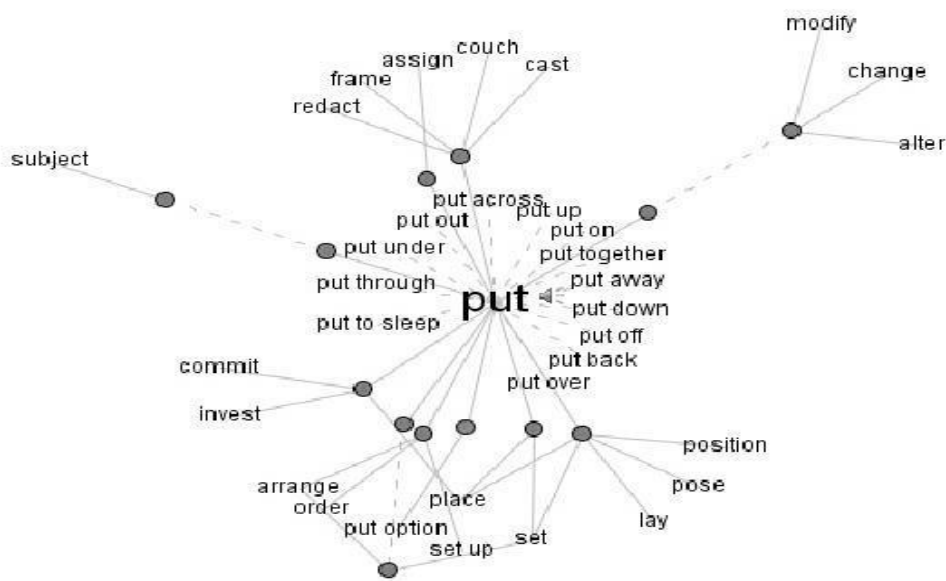 modify
couch
assign
cast
change
frame
redact
alter
subject
put across
put up
put out
put on
put under
put together
put away
put through
put
put down
put to sleep
put off
put back
commit
put over
invest
position
arrange
place
pose
order
lay
put option
set
set up